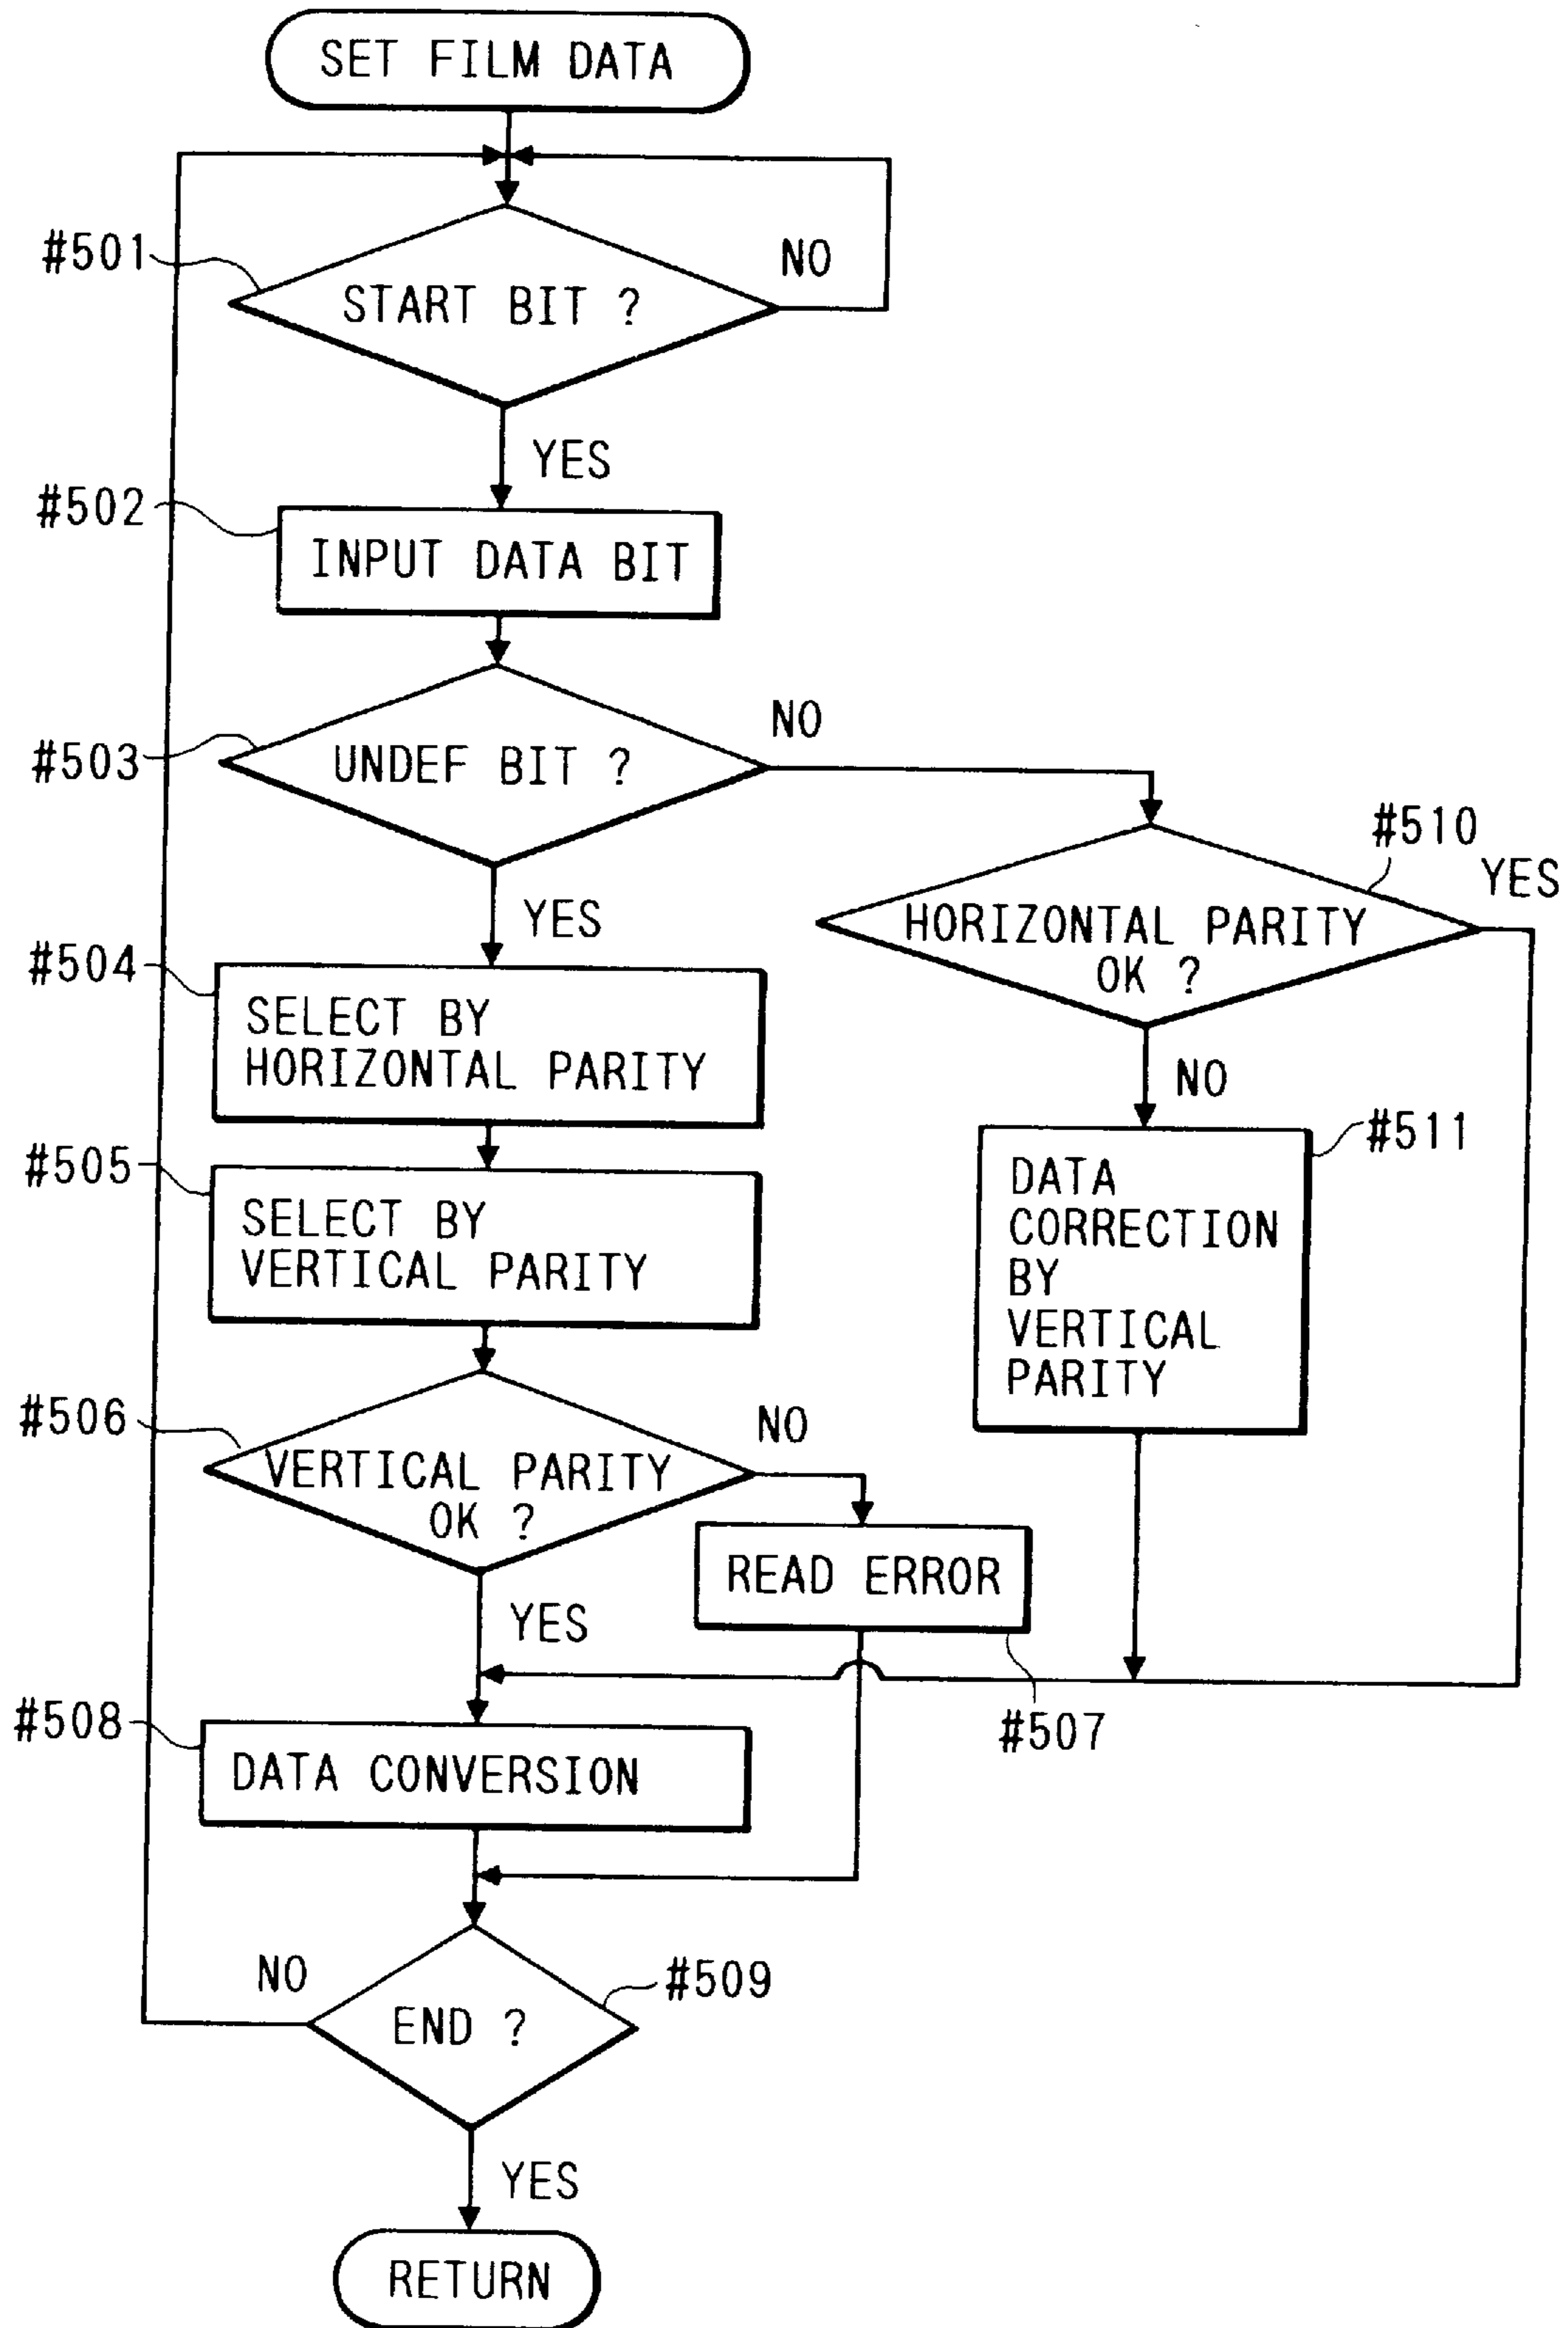 SET FILM DATA
#501
NO
START BIT ?
YES
#502
INPUT DATA BIT
NO
#503
UNDEF BIT ?
#510
YES
YES
HORIZONTAL PARITY
OK ?
#504
SELECT BY
HORIZONTAL PARITY
NO
#511
#505
DATA
CORRECTION
BY
VERTICAL
PARITY
SELECT BY
VERTICAL PARITY
#506
NO
VERTICAL PARITY
OK ?
READ ERROR
YES
#507
#508
DATA CONVERSION
NO
#509
END ?
YES
RETURN